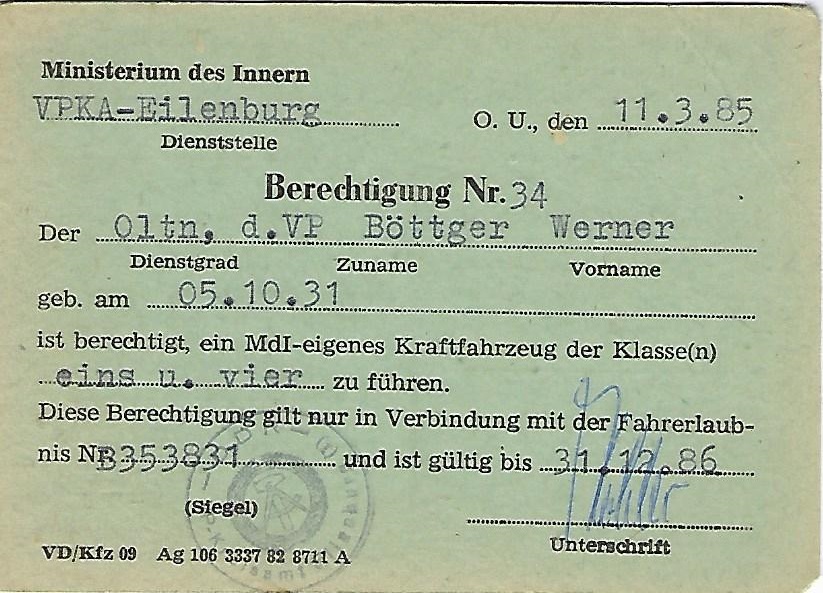 Ministerium des Innern
VPKA-Eilenburg
O. U., den 11.3.85
Dienststelle
Berechtigung Nr. 34
Der Oltn, d.VP Böttger Werner
Dienstgrad Zuname Vorname
geb. am 05.10.31
ist berechtigt, ein MdI-eigenes Kraftfahrzeug der Klasse(n)
eins u. vier zu führen.
Diese Berechtigung gilt nur in Verbindung mit der Fahrerlaub-
nis Nr. B353831 und ist gültig bis 31.12.86
(Siegel)
Unterschrift
VD/Kfz 09 Ag 106 3337 82 8711 A